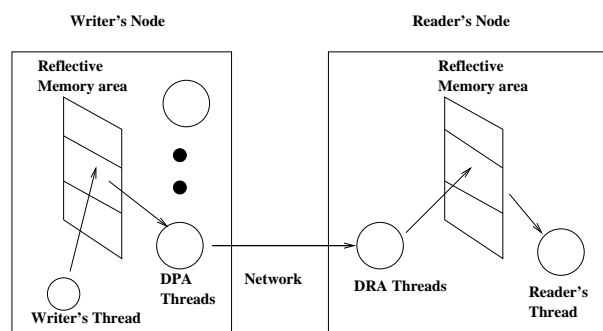 Writer's Node
Reader's Node
Reflective
Memory area
Reflective
Memory area
DPA
Threads
Network
DRA Threads
Writer's Thread
Reader's
Thread